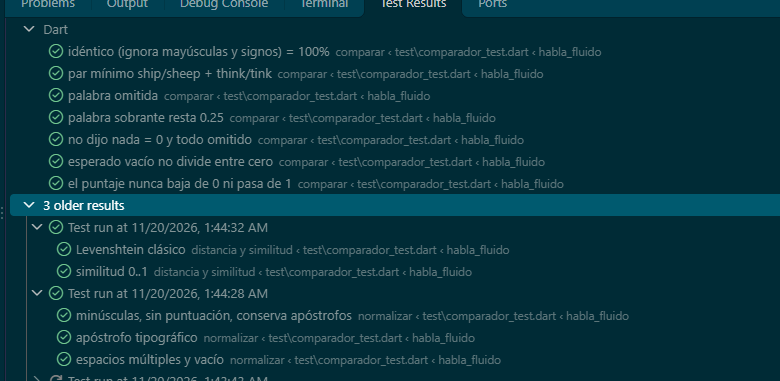 Problems Output Debug Console Terminal Test Results Ports
Dart
idéntico (ignora mayúsculas y signos) = 100% comparar ‹ test\comparador_test.dart ‹ habla_fluido
par mínimo ship/sheep + think/tink comparar ‹ test\comparador_test.dart ‹ habla_fluido
palabra omitida comparar ‹ test\comparador_test.dart ‹ habla_fluido
palabra sobrante resta 0.25 comparar ‹ test\comparador_test.dart ‹ habla_fluido
no dijo nada = 0 y todo omitido comparar ‹ test\comparador_test.dart ‹ habla_fluido
esperado vacío no divide entre cero comparar ‹ test\comparador_test.dart ‹ habla_fluido
el puntaje nunca baja de 0 ni pasa de 1 comparar ‹ test\comparador_test.dart ‹ habla_fluido
3 older results
Test run at 11/20/2026, 1:44:32 AM
Levenshtein clásico distancia y similitud ‹ test\comparador_test.dart ‹ habla_fluido
similitud 0..1 distancia y similitud ‹ test\comparador_test.dart ‹ habla_fluido
Test run at 11/20/2026, 1:44:28 AM
minúsculas, sin puntuación, conserva apóstrofos normalizar ‹ test\comparador_test.dart ‹ habla_fluido
apóstrofo tipográfico normalizar ‹ test\comparador_test.dart ‹ habla_fluido
espacios múltiples y vacío normalizar ‹ test\comparador_test.dart ‹ habla_fluido
Test run at 11/20/2026,